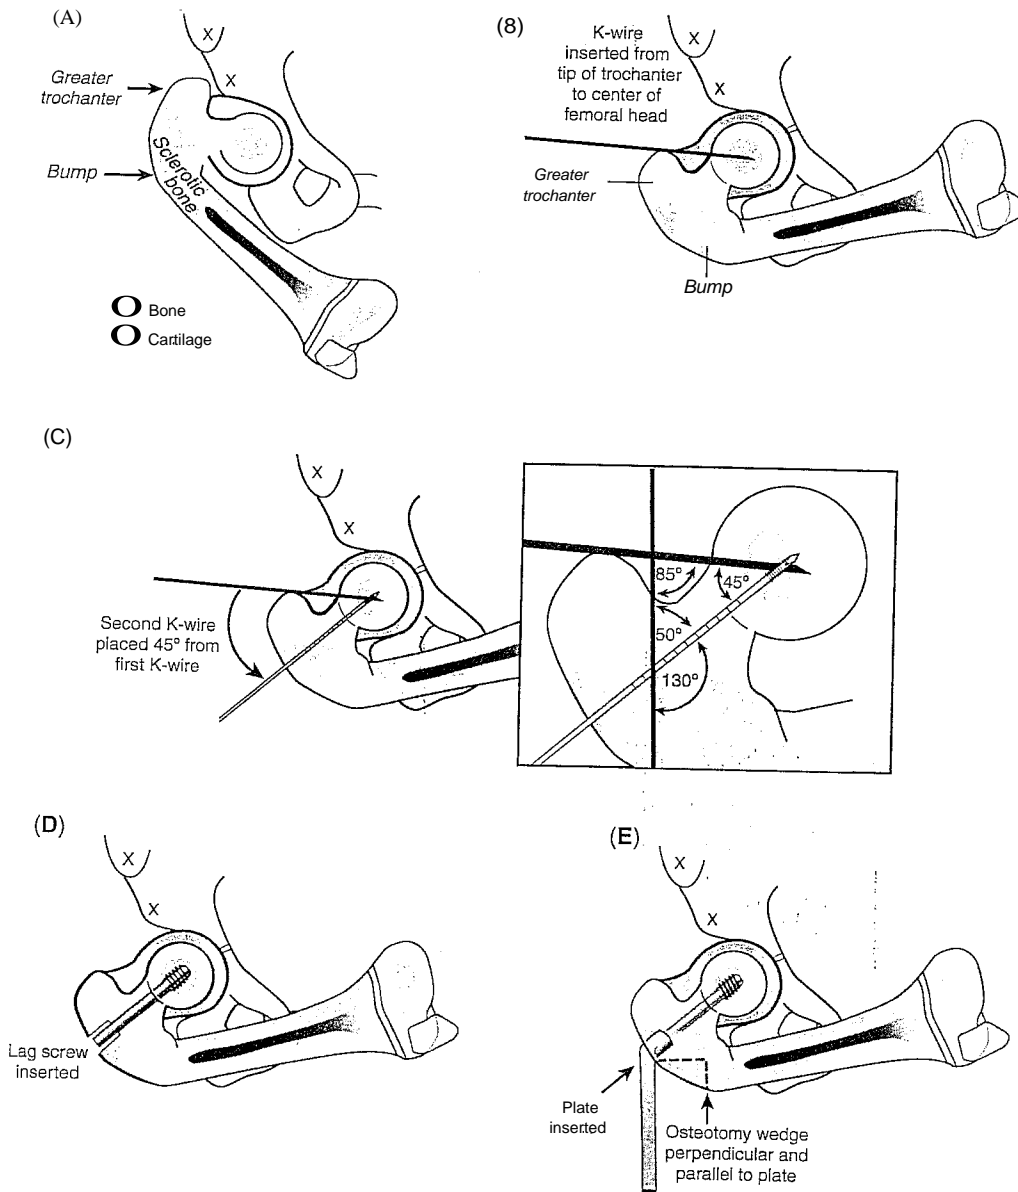 (A)
X
X
Greater
trochanter
Bump
Sclerotic
bone
O Bone
O Cartilage
(8)
K-wire
inserted from
tip of trochanter
to center of
femoral head
X
Greater
trochanter
Bump
(C)
X
X
Second K-wire
placed 45° from
first K-wire
85°
45°
50°
130°
(D)
X
X
Lag screw
inserted
(E)
X
X
Plate
inserted
Osteotomy wedge
perpendicular and
parallel to plate